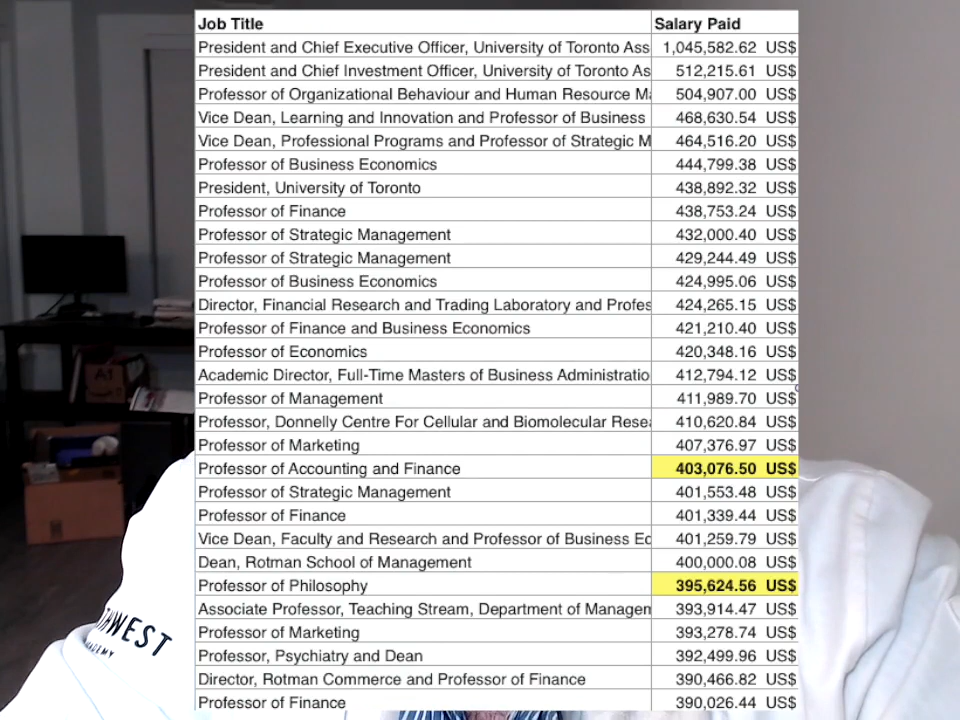 Job Title Salary Paid
President and Chief Executive Officer, University of Toronto Ass 1,045,582.62 US$
President and Chief Investment Officer, University of Toronto As 512,215.61 US$
Professor of Organizational Behaviour and Human Resource Ma 504,907.00 US$
Vice Dean, Learning and Innovation and Professor of Business 468,630.54 US$
Vice Dean, Professional Programs and Professor of Strategic M 464,516.20 US$
Professor of Business Economics 444,799.38 US$
President, University of Toronto 438,892.32 US$
Professor of Finance 438,753.24 US$
Professor of Strategic Management 432,000.40 US$
Professor of Strategic Management 429,244.49 US$
Professor of Business Economics 424,995.06 US$
Director, Financial Research and Trading Laboratory and Profes 424,265.15 US$
Professor of Finance and Business Economics 421,210.40 US$
Professor of Economics 420,348.16 US$
Academic Director, Full-Time Masters of Business Administratio 412,794.12 US$
Professor of Management 411,989.70 US$
Professor, Donnelly Centre For Cellular and Biomolecular Resea 410,620.84 US$
Professor of Marketing 407,376.97 US$
Professor of Accounting and Finance 403,076.50 US$
Professor of Strategic Management 401,553.48 US$
Professor of Finance 401,339.44 US$
Vice Dean, Faculty and Research and Professor of Business Ec 401,259.79 US$
Dean, Rotman School of Management 400,000.08 US$
Professor of Philosophy 395,624.56 US$
Associate Professor, Teaching Stream, Department of Managem 393,914.47 US$
Professor of Marketing 393,278.74 US$
Professor, Psychiatry and Dean 392,499.96 US$
Director, Rotman Commerce and Professor of Finance 390,466.82 US$
Professor of Finance 390,026.44 US$
THWEST